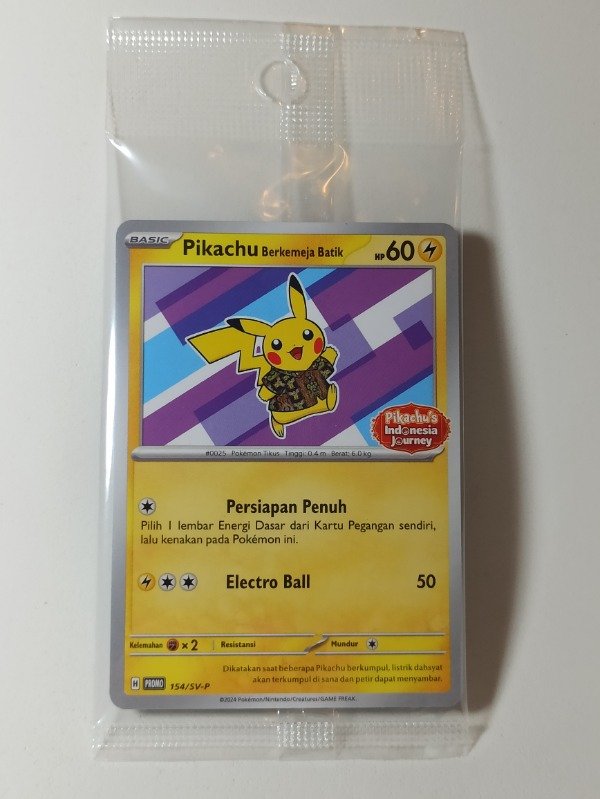 BASIC
Pikachu Berkemeja Batik
HP 60
Pikachu's
Indonesia
Journey
#0025 Pokémon Tikus Tinggi: 0.4 m Berat: 6.0 kg
Persiapan Penuh
Pilih 1 lembar Energi Dasar dari Kartu Pegangan sendiri,
lalu kenakan pada Pokémon ini.
Electro Ball 50
Kelemahan ×2 Resistansi Mundur
Dikatakan saat beberapa Pikachu berkumpul, listrik dahsyat
akan terkumpul di sana dan petir dapat menyambar.
H PROMO 154/SV-P
©2024 Pokémon/Nintendo/Creatures/GAME FREAK.